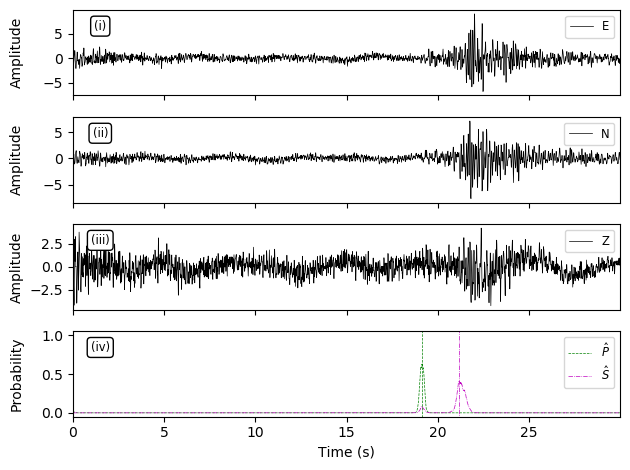 Amplitude
5
0
−5
(i)
E
Amplitude
5
0
−5
(ii)
N
Amplitude
2.5
0.0
−2.5
(iii)
Z
Probability
1.0
0.5
0.0
(iv)
P̂
Ŝ
0 5 10 15 20 25
Time (s)